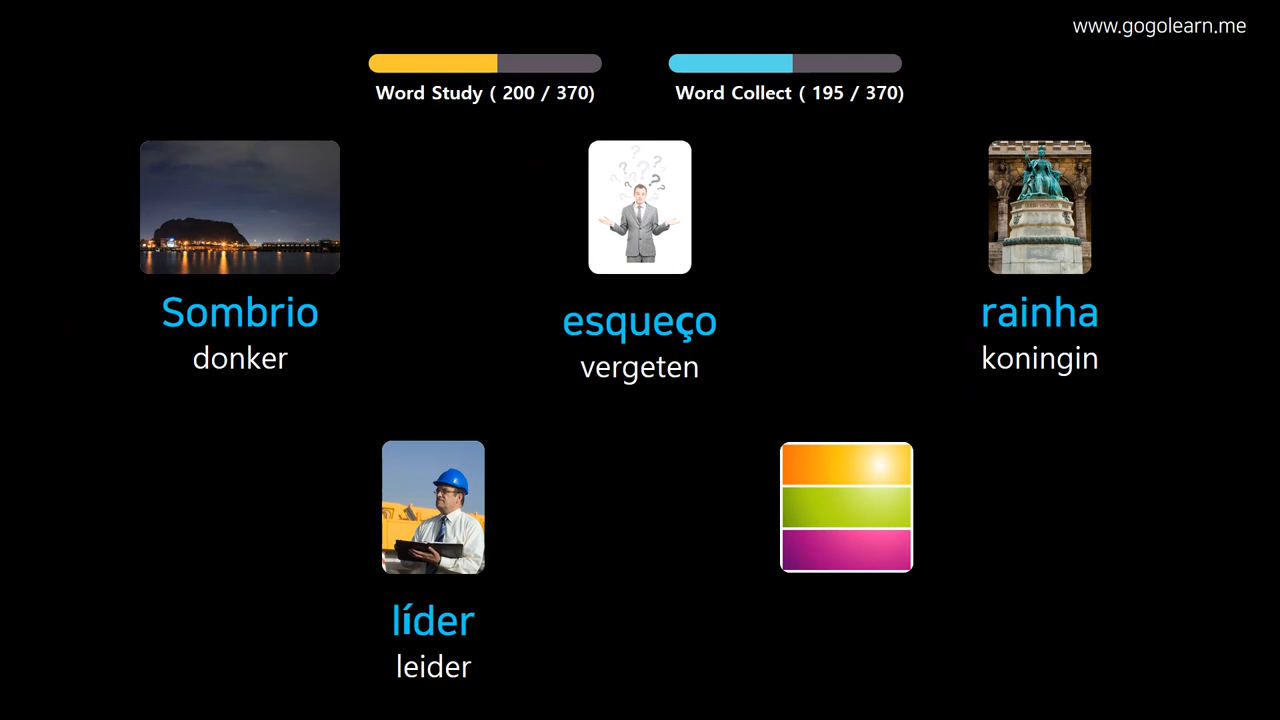 www.gogolearn.me
Word Study ( 200 / 370)
Word Collect ( 195 / 370)
Sombrio
donker
esqueço
vergeten
rainha
koningin
líder
leider